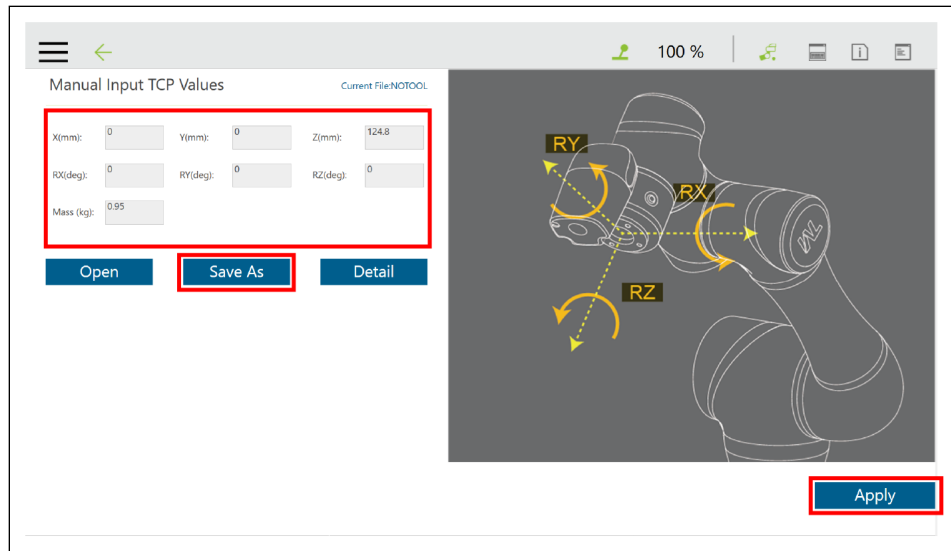 100 %
Manual Input TCP Values
Current File:NOTOOL
X(mm): 0 Y(mm): 0 Z(mm): 124.8
RX(deg): 0 RY(deg): 0 RZ(deg): 0
Mass (kg): 0.95
Open Save As Detail
RY
RX
RZ
TM
Apply